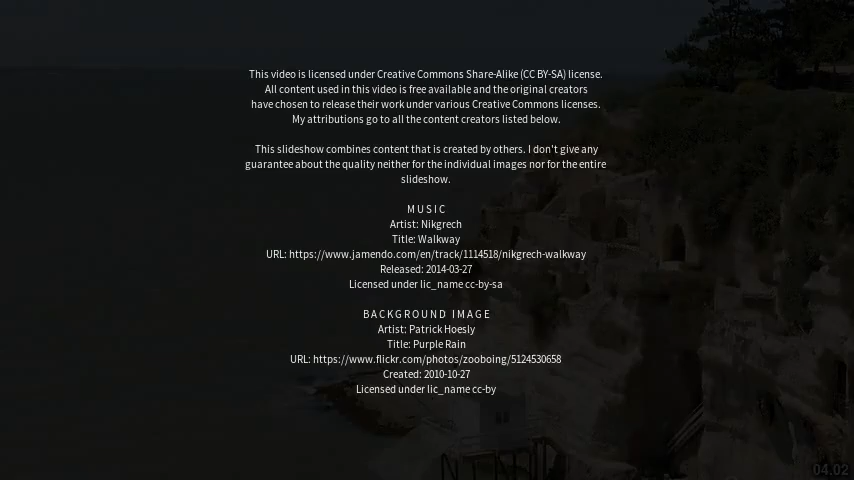 This video is licensed under Creative Commons Share-Alike (CC BY-SA) license.
All content used in this video is free available and the original creators
have chosen to release their work under various Creative Commons licenses.
My attributions go to all the content creators listed below.
This slideshow combines content that is created by others. I don't give any
guarantee about the quality neither for the individual images nor for the entire
slideshow.
MUSIC
Artist: Nikgrech
Title: Walkway
URL: https://www.jamendo.com/en/track/1114518/nikgrech-walkway
Released: 2014-03-27
Licensed under lic_name cc-by-sa
BACKGROUND IMAGE
Artist: Patrick Hoesly
Title: Purple Rain
URL: https://www.flickr.com/photos/zooboing/5124530658
Created: 2010-10-27
Licensed under lic_name cc-by
04.02